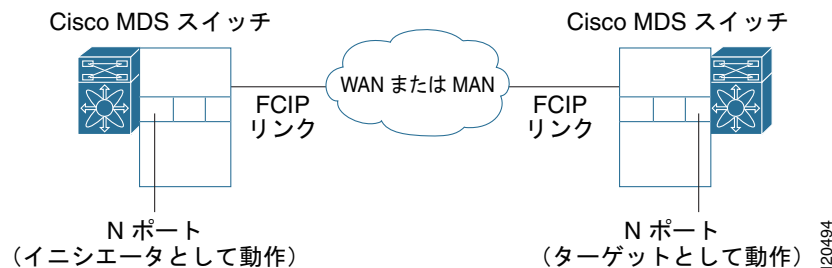 Cisco MDS スイッチ
Cisco MDS スイッチ
WAN または MAN
FCIP
リンク
FCIP
リンク
N ポート
（イニシエータとして動作）
N ポート
（ターゲットとして動作）